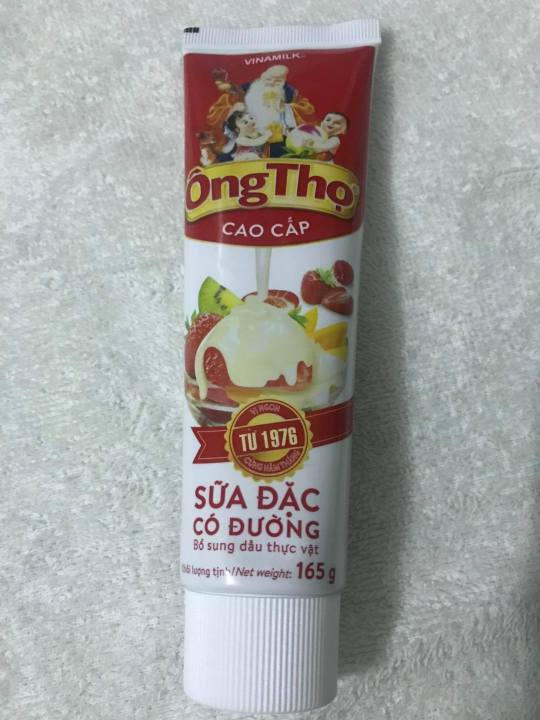 VINAMILK
Ông Thọ
CAO CẤP
VỊ NGON
TỪ 1976
CÙNG NĂM THÁNG
SỮA ĐẶC
CÓ ĐƯỜNG
Bổ sung dầu thực vật
khối lượng tịnh/Net weight: 165 g